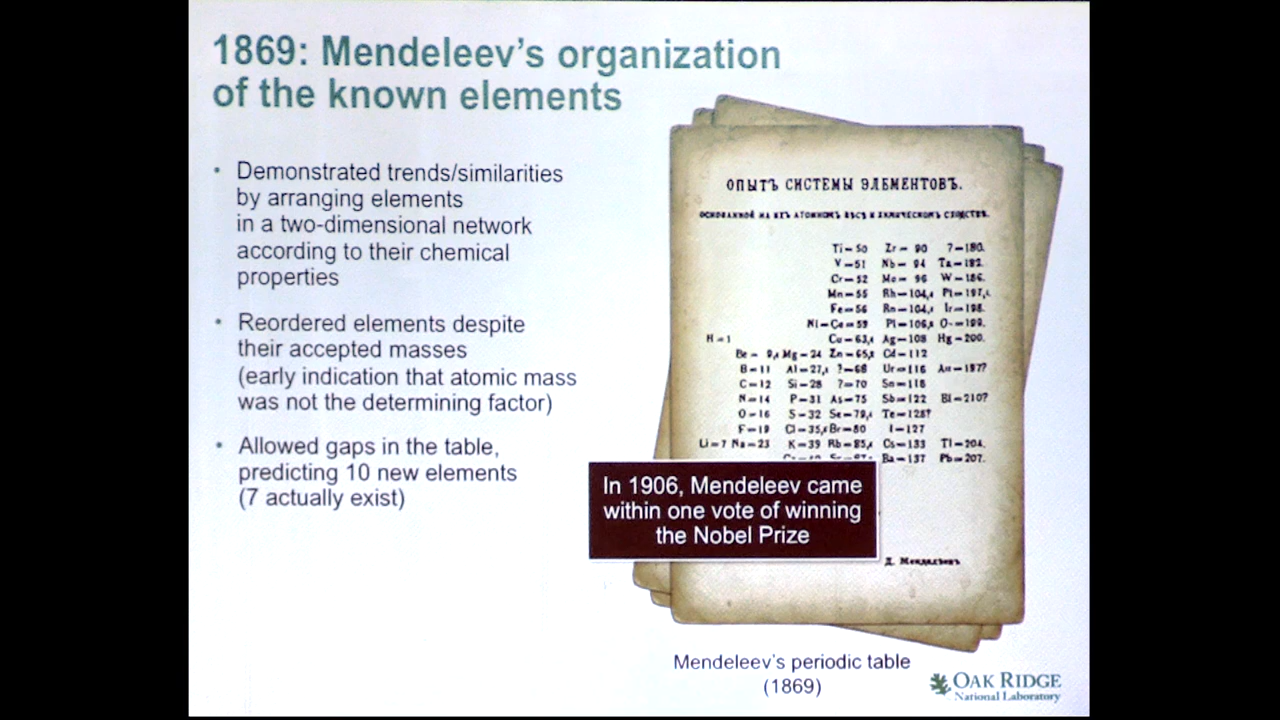 1869: Mendeleev's organization
of the known elements
• Demonstrated trends/similarities
by arranging elements
in a two-dimensional network
according to their chemical
properties
• Reordered elements despite
their accepted masses
(early indication that atomic mass
was not the determining factor)
• Allowed gaps in the table,
predicting 10 new elements
(7 actually exist)
ОПЫТЪ СИСТЕМЫ ЭЛЕМЕНТОВЪ.
ОСНОВАННОЙ НА ИХЪ АТОМНОМЪ ВѢСѢ И ХИМИЧЕСКОМЪ СХОДСТВѢ.
Ti=50 Zr= 90 ?=180.
V=51 Nb= 94 Ta=182.
Cr=52 Mo= 96 W=186.
Mn=55 Rh=104,4 Pt=197,4
Fe=56 Rn=104,4 Ir=198.
Ni=Co=59 Pl=106,6 O=199.
H=1 Cu=63,4 Ag=108 Hg=200.
Be= 9,4 Mg=24 Zn=65,2 Cd=112
B=11 Al=27,4 ?=68 Ur=116 Au=197?
C=12 Si=28 ?=70 Sn=118
N=14 P=31 As=75 Sb=122 Bi=210?
O=16 S=32 Se=79,4 Te=128?
F=19 Cl=35,5 Br=80 I=127
Li=7 Na=23 K=39 Rb=85,4 Cs=133 Tl=204.
Ba=137 Pb=207.
In 1906, Mendeleev came
within one vote of winning
the Nobel Prize
Д. Менделѣевъ
Mendeleev's periodic table
(1869)
OAK RIDGE
National Laboratory